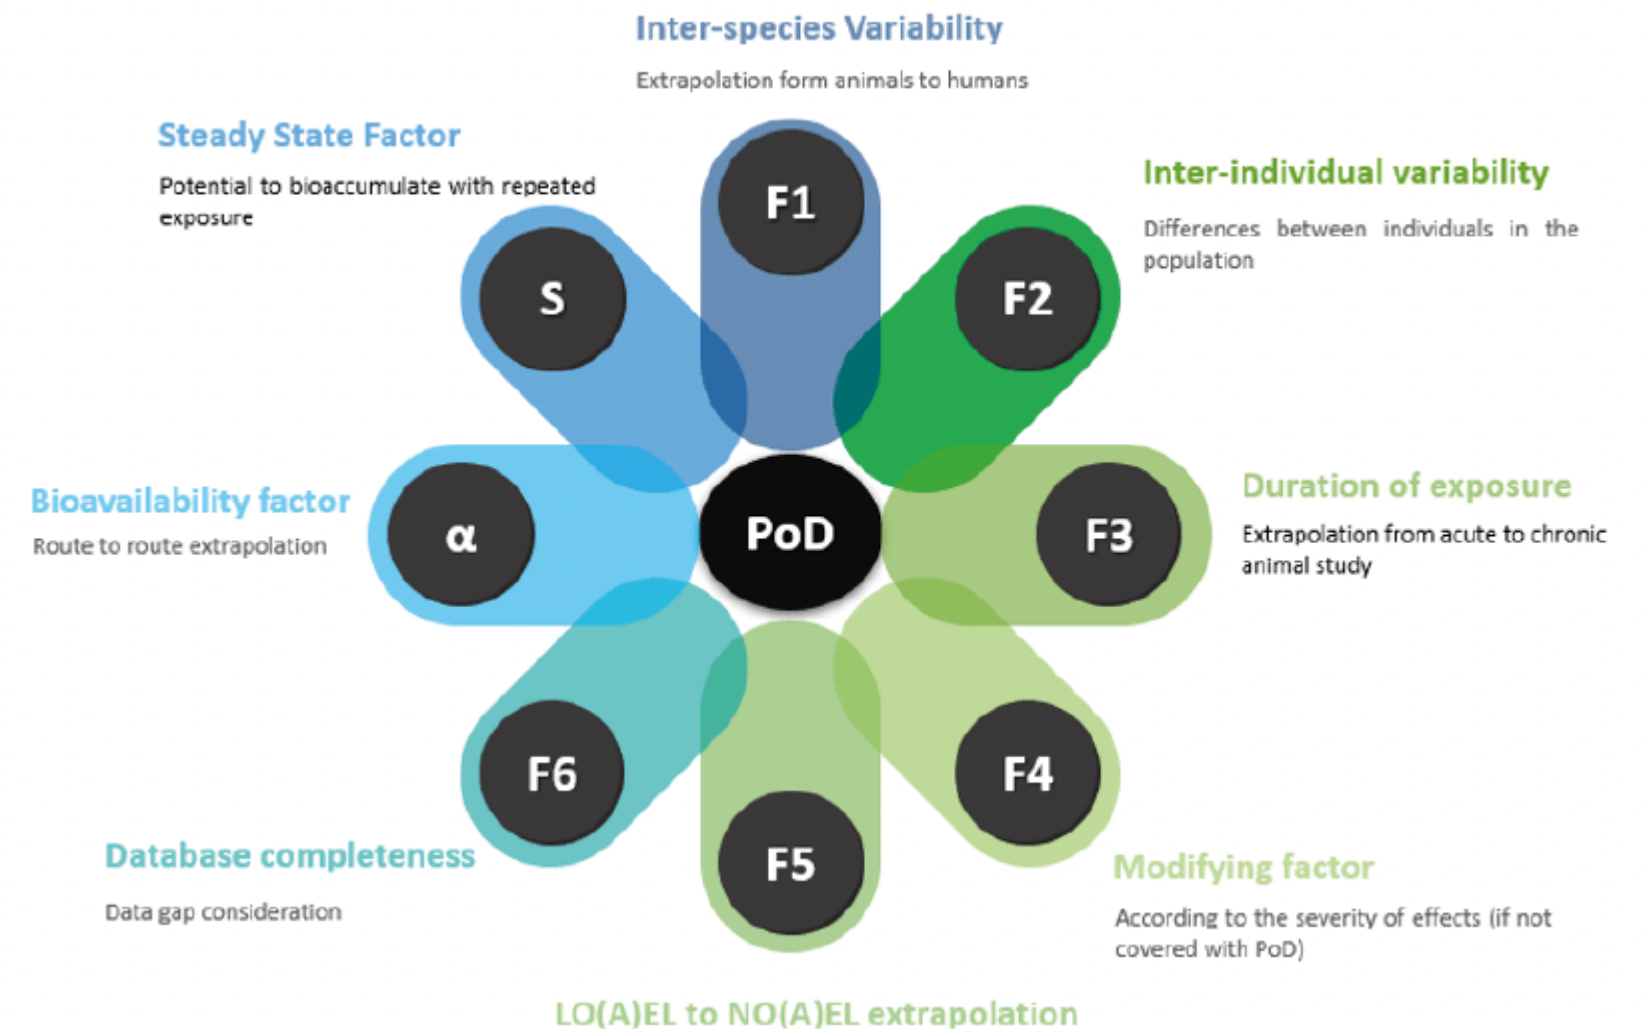 Inter-species Variability
Extrapolation form animals to humans
Steady State Factor
Potential to bioaccumulate with repeated
exposure
Inter-individual variability
Differences between individuals in the
population
F1
S
F2
Bioavailability factor
Route to route extrapolation
α
PoD
F3
Duration of exposure
Extrapolation from acute to chronic
animal study
F6
F4
F5
Database completeness
Data gap consideration
Modifying factor
According to the severity of effects (if not
covered with PoD)
LO(A)EL to NO(A)EL extrapolation